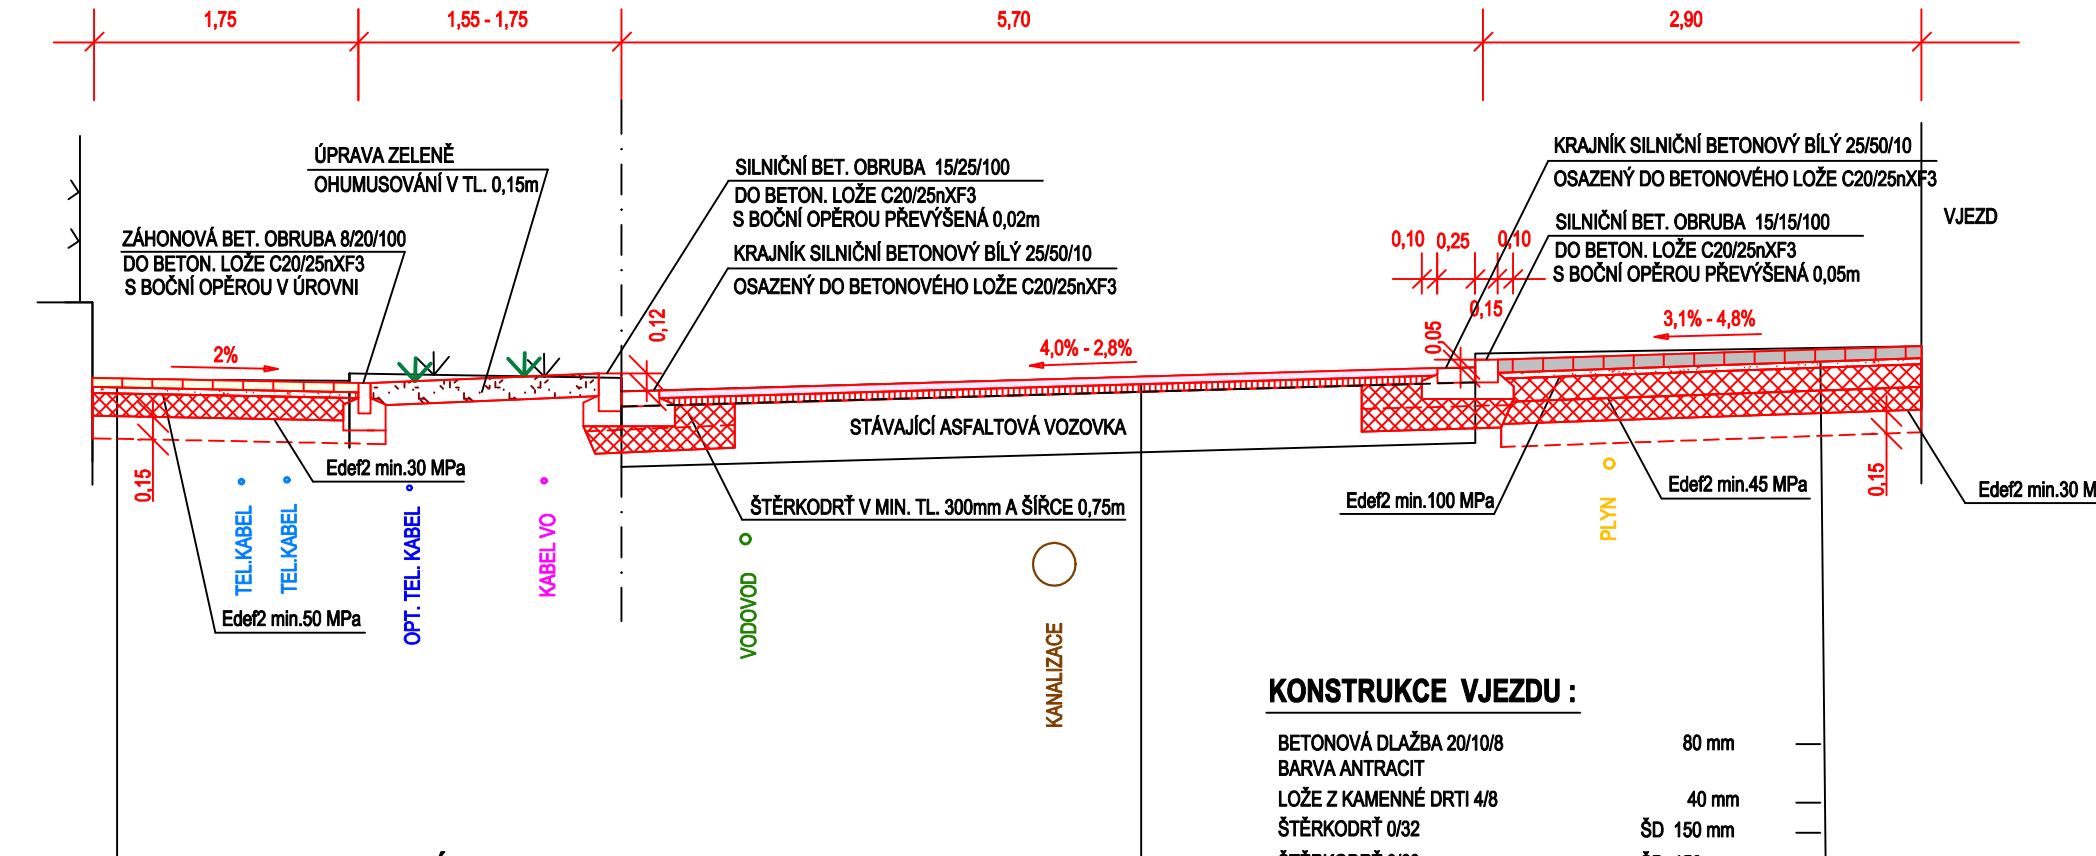 1,75
1,55 - 1,75
5,70
2,90
ÚPRAVA ZELENĚ
OHUMUSOVÁNÍ V TL. 0,15m
ZÁHONOVÁ BET. OBRUBA 8/20/100
DO BETON. LOŽE C20/25nXF3
S BOČNÍ OPĚROU V ÚROVNI
SILNIČNÍ BET. OBRUBA 15/25/100
DO BETON. LOŽE C20/25nXF3
S BOČNÍ OPĚROU PŘEVÝŠENÁ 0,02m
KRAJNÍK SILNIČNÍ BETONOVÝ BÍLÝ 25/50/10
OSAZENÝ DO BETONOVÉHO LOŽE C20/25nXF3
KRAJNÍK SILNIČNÍ BETONOVÝ BÍLÝ 25/50/10
OSAZENÝ DO BETONOVÉHO LOŽE C20/25nXF3
SILNIČNÍ BET. OBRUBA 15/15/100
DO BETON. LOŽE C20/25nXF3
S BOČNÍ OPĚROU PŘEVÝŠENÁ 0,05m
VJEZD
0,10
0,25
0,10
0,15
0,05
0,12
2%
4,0% - 2,8%
3,1% - 4,8%
STÁVAJÍCÍ ASFALTOVÁ VOZOVKA
0,15
Edef2 min.30 MPa
Edef2 min.50 MPa
ŠTĚRKODRŤ V MIN. TL. 300mm A ŠÍŘCE 0,75m
Edef2 min.100 MPa
Edef2 min.45 MPa
0,15
Edef2 min.30 M
TEL.KABEL
TEL.KABEL
OPT. TEL. KABEL
KABEL VO
VODOVOD
KANALIZACE
PLYN
KONSTRUKCE VJEZDU :
BETONOVÁ DLAŽBA 20/10/8 80 mm
BARVA ANTRACIT
LOŽE Z KAMENNÉ DRTI 4/8 40 mm
ŠTĚRKODRŤ 0/32 ŠD 150 mm